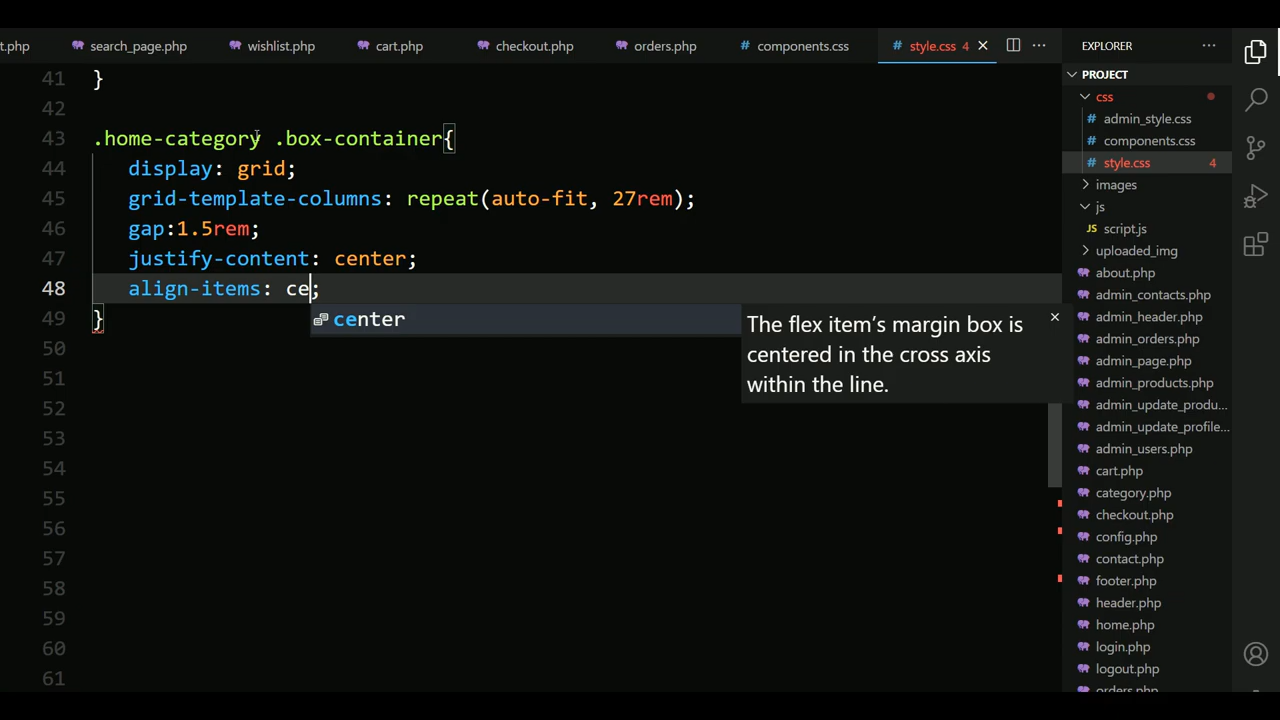 t.php search_page.php wishlist.php cart.php checkout.php orders.php # components.css # style.css 4 × ···
EXPLORER ···
PROJECT
css
admin_style.css
components.css
style.css 4
images
js
JS script.js
uploaded_img
about.php
admin_contacts.php
admin_header.php
admin_orders.php
admin_page.php
admin_products.php
admin_update_produ...
admin_update_profile...
admin_users.php
cart.php
category.php
checkout.php
config.php
contact.php
footer.php
header.php
home.php
login.php
logout.php
orders.php
41 }
42
43 .home-category .box-container{
44 display: grid;
45 grid-template-columns: repeat(auto-fit, 27rem);
46 gap:1.5rem;
47 justify-content: center;
48 align-items: ce;
center
The flex item's margin box is
centered in the cross axis
within the line.
49 }
50
51
52
53
54
55
56
57
58
59
60
61